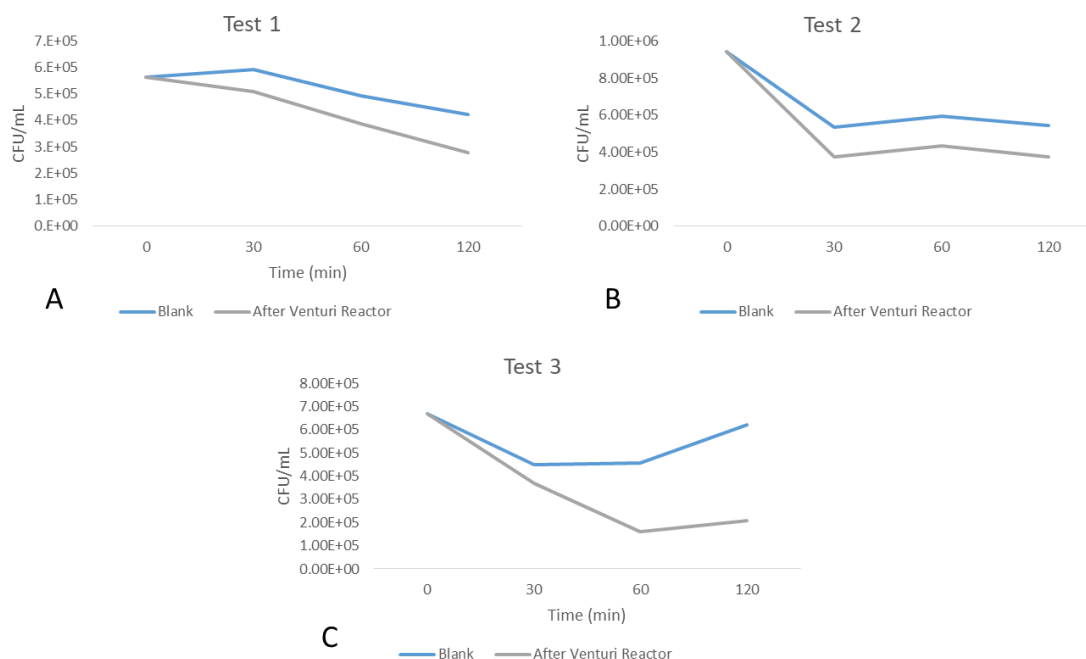 Test 1
7.E+05
6.E+05
5.E+05
4.E+05
3.E+05
2.E+05
1.E+05
0.E+00
CFU/mL
0 30 60 120
Time (min)
A
Blank After Venturi Reactor
Test 2
1.00E+06
8.00E+05
6.00E+05
4.00E+05
2.00E+05
0.00E+00
CFU/mL
0 30 60 120
B
Blank After Venturi Reactor
Test 3
8.00E+05
7.00E+05
6.00E+05
5.00E+05
4.00E+05
3.00E+05
2.00E+05
1.00E+05
0.00E+00
CFU/mL
0 30 60 120
Time (min)
C
Blank After Venturi Reactor